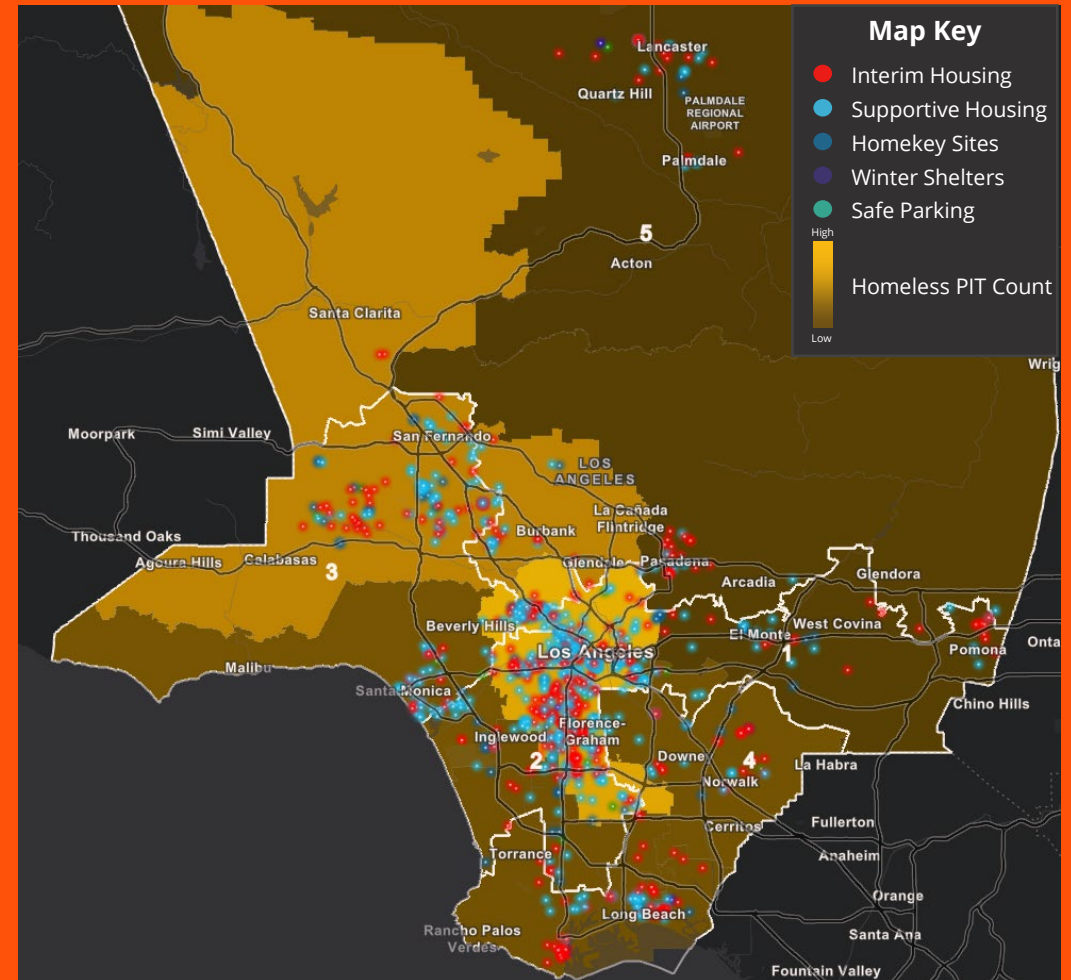 Map Key
Interim Housing
Supportive Housing
Homekey Sites
Winter Shelters
Safe Parking
High
Homeless PIT Count
Low
Lancaster
Quartz Hill
PALMDALE
REGIONAL
AIRPORT
Palmdale
5
Acton
Santa Clarita
Wrig
Moorpark
Simi Valley
San Fernando
LOS
ANGELES
La Cañada
Flintridge
Thousand Oaks
Burbank
Agoura Hills
Calabasas
Glendale
Pasadena
3
Arcadia
Glendora
Beverly Hills
El Monte
West Covina
Los Angeles
1
Pomona
Onta
Malibu
Santa Monica
Chino Hills
Florence-
Graham
Inglewood
2
Downe
4
La Habra
Norwalk
Cerritos
Fullerton
Torrance
Anaheim
Orange
Long Beach
Rancho Palos
Verdes
Santa Ana
Fountain Valley